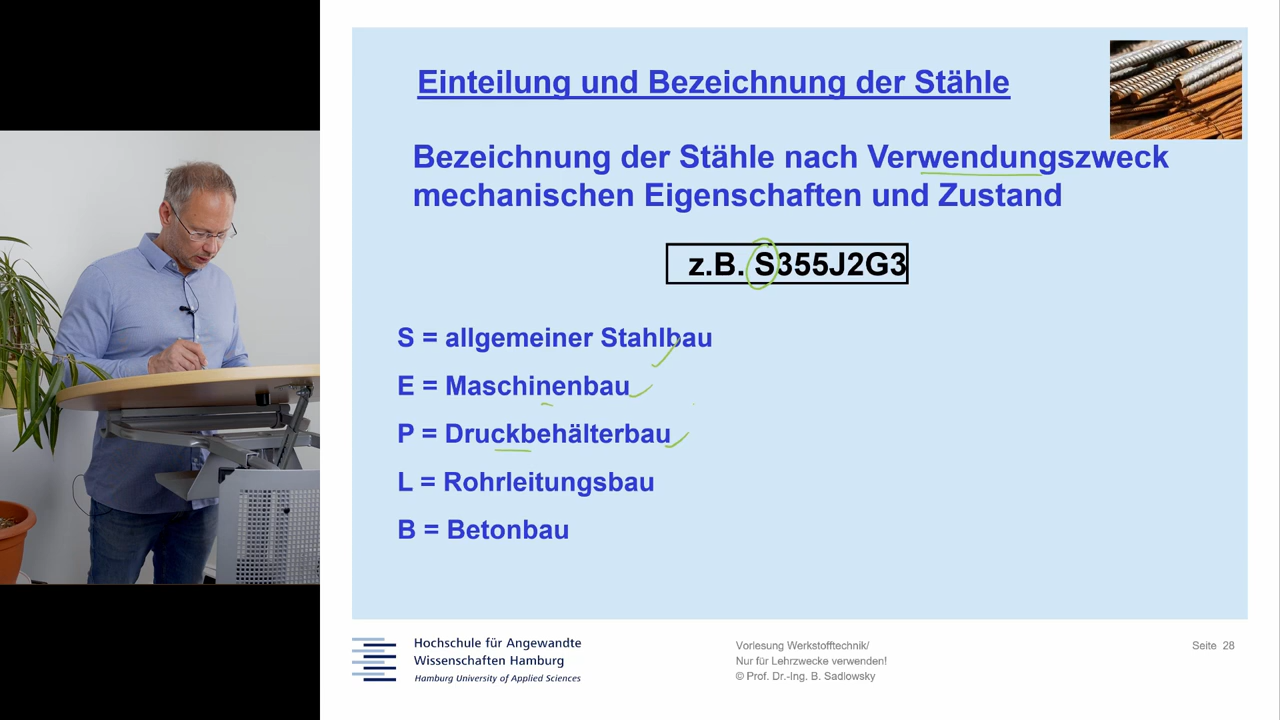 Einteilung und Bezeichnung der Stähle
Bezeichnung der Stähle nach Verwendungszweck
mechanischen Eigenschaften und Zustand
z.B. S355J2G3
S = allgemeiner Stahlbau
E = Maschinenbau
P = Druckbehälterbau
L = Rohrleitungsbau
B = Betonbau
Hochschule für Angewandte
Wissenschaften Hamburg
Hamburg University of Applied Sciences
Vorlesung Werkstofftechnik/
Nur für Lehrzwecke verwenden!
© Prof. Dr.-Ing. B. Sadlowsky
Seite 28